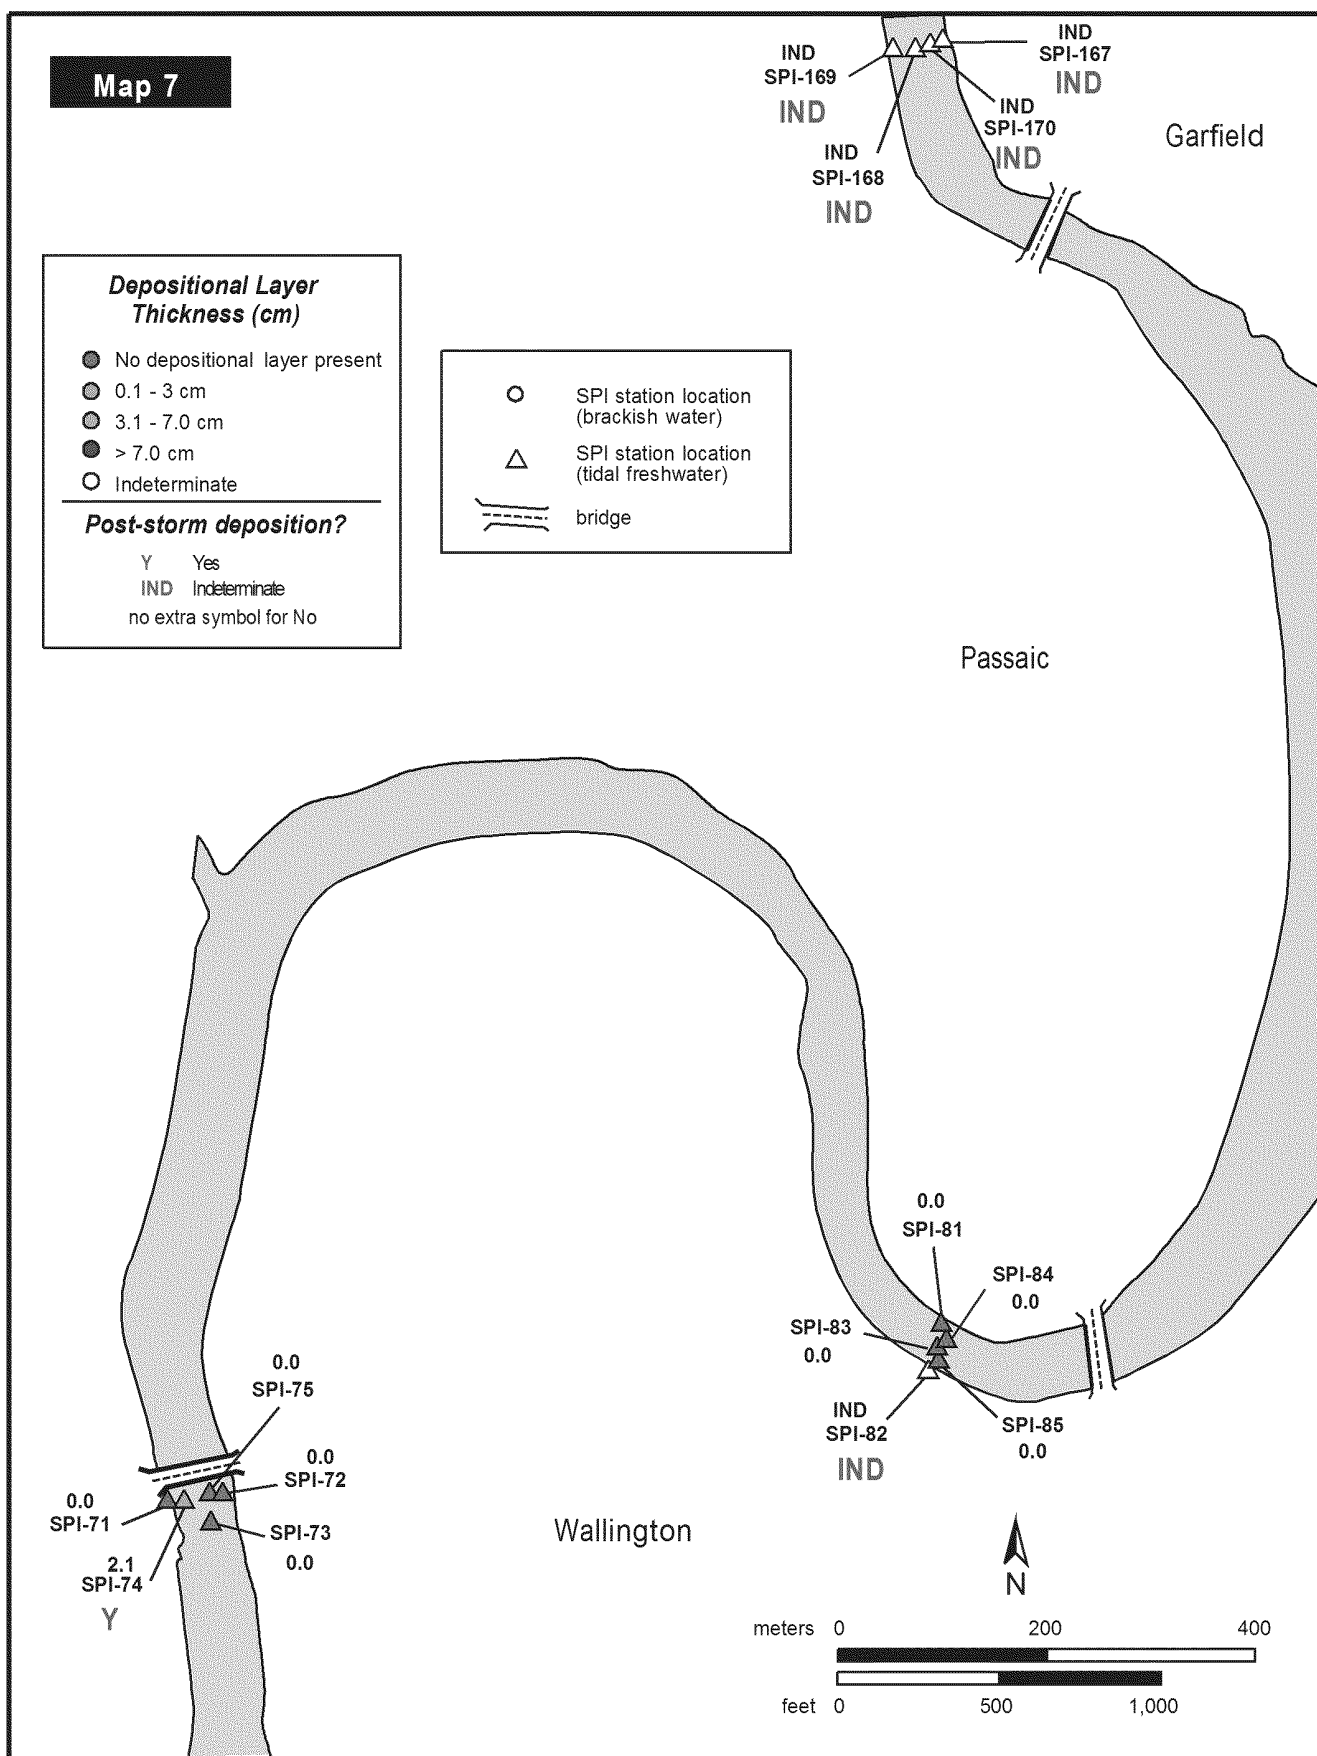 Map 7
IND
SPI-169
IND
IND
SPI-167
IND
IND
SPI-170
IND
IND
SPI-168
IND
Garfield
Depositional Layer
Thickness (cm)
No depositional layer present
0.1 - 3 cm
3.1 - 7.0 cm
> 7.0 cm
Indeterminate
Post-storm deposition?
Y Yes
IND Indeterminate
no extra symbol for No
SPI station location
(brackish water)
SPI station location
(tidal freshwater)
bridge
Passaic
0.0
SPI-81
SPI-84
0.0
SPI-83
0.0
IND
SPI-82
IND
SPI-85
0.0
0.0
SPI-75
0.0
SPI-72
0.0
SPI-71
SPI-73
0.0
2.1
SPI-74
Y
Wallington
N
meters 0 200 400
feet 0 500 1,000